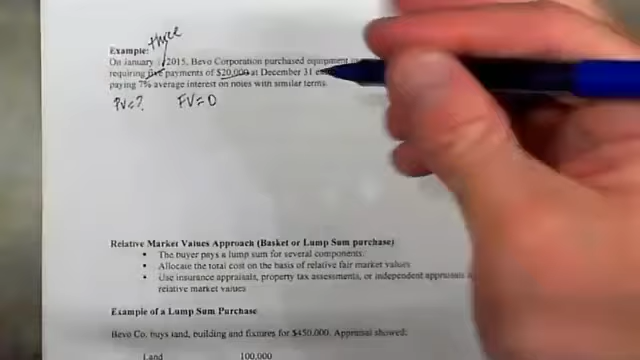 three
Example:
On January 1, 2015, Bevo Corporation purchased equipment
requiring five payments of $20,000 at December 31
paying 7% average interest on notes with similar terms.
PV=? FV=0
Relative Market Values Approach (Basket or Lump Sum purchase)
• The buyer pays a lump sum for several components.
• Allocate the total cost on the basis of relative fair market values
• Use insurance appraisals, property tax assessments, or independent appraisals
relative market values
Example of a Lump Sum Purchase
Bevo Co. buys land, building and fixtures for $450,000. Appraisal showed:
Land 100,000